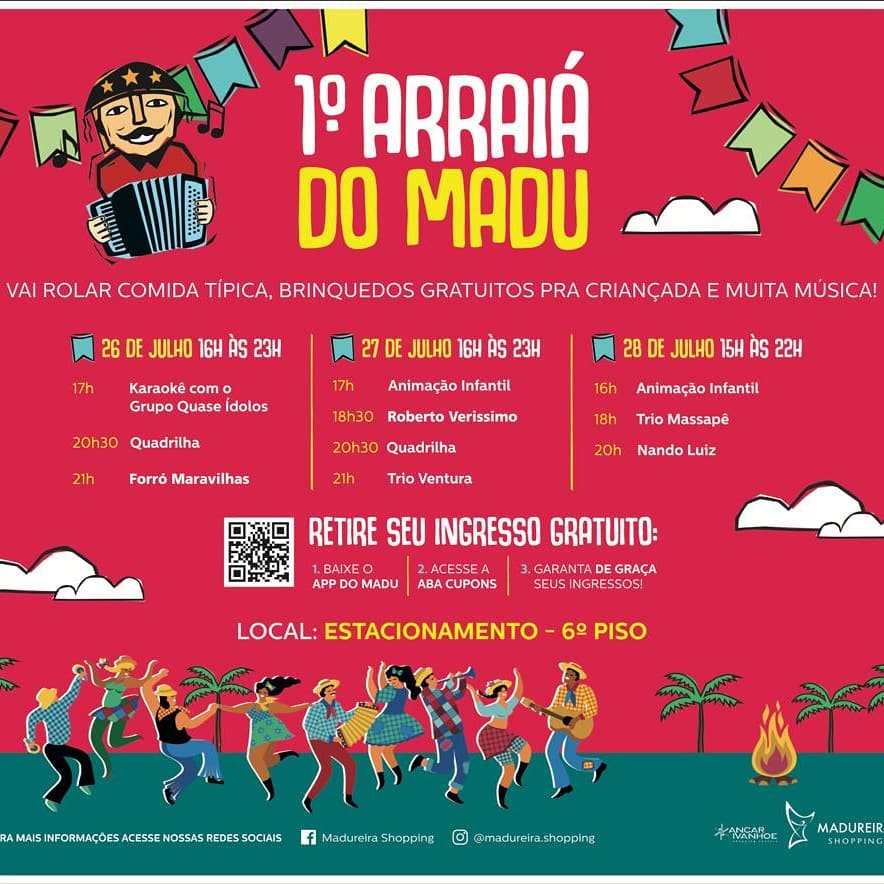 1º ARRAIÁ
DO MADU
VAI ROLAR COMIDA TÍPICA, BRINQUEDOS GRATUITOS PRA CRIANÇADA E MUITA MÚSICA!
26 DE JULHO 16H ÀS 23H
17h Karaokê com o
Grupo Quase Ídolos
20h30 Quadrilha
21h Forró Maravilhas
27 DE JULHO 16H ÀS 23H
17h Animação Infantil
18h30 Roberto Verissimo
20h30 Quadrilha
21h Trio Ventura
28 DE JULHO 15H ÀS 22H
16h Animação Infantil
18h Trio Massapê
20h Nando Luiz
RETIRE SEU INGRESSO GRATUITO:
1. BAIXE O
APP DO MADU
2. ACESSE A
ABA CUPONS
3. GARANTA DE GRAÇA
SEUS INGRESSOS!
LOCAL: ESTACIONAMENTO - 6º PISO
RA MAIS INFORMAÇÕES ACESSE NOSSAS REDES SOCIAIS
Madureira Shopping
@madureira.shopping
ANCAR
IVANHOE
MADUREIRA
SHOPPING